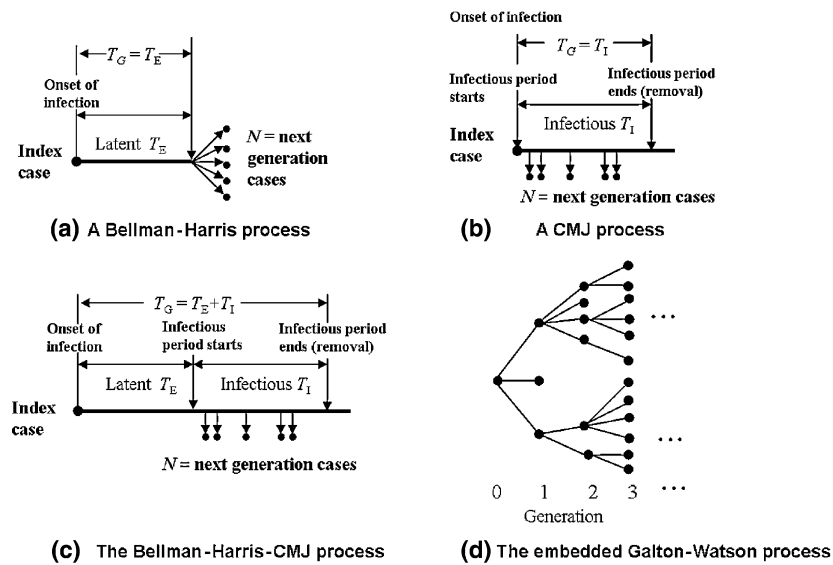 T_G = T_E
Onset of
infection
Latent T_E
Index
case
N = next
generation
cases
(a) A Bellman-Harris process
Onset of infection
T_G = T_I
Infectious period
starts
Infectious period
ends (removal)
Infectious T_I
Index
case
N = next generation cases
(b) A CMJ process
T_G = T_E+T_I
Onset of
infection
Infectious
period starts
Infectious period
ends (removal)
Latent T_E
Infectious T_I
Index
case
N = next generation cases
(c) The Bellman-Harris-CMJ process
...
...
0 1 2 3 ...
Generation
(d) The embedded Galton-Watson process